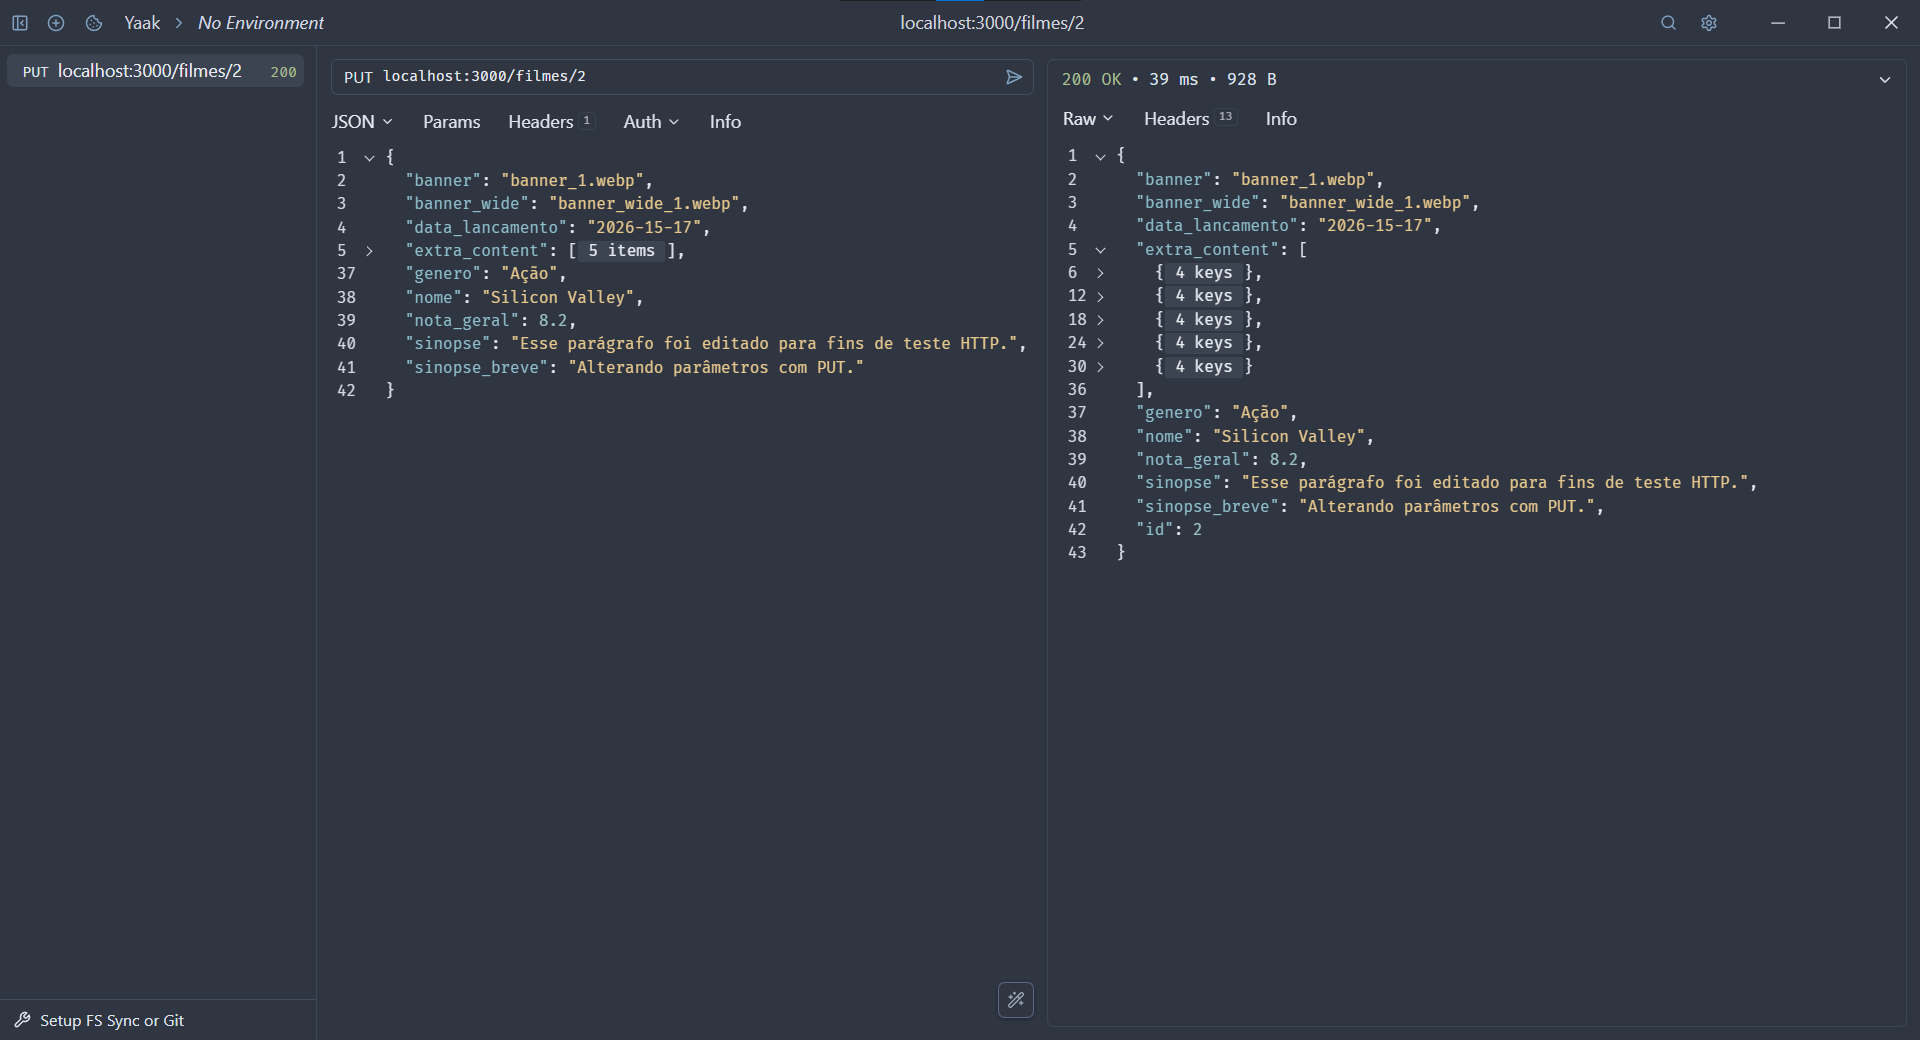 Yaak > No Environment
localhost:3000/filmes/2
PUT localhost:3000/filmes/2 200
Setup FS Sync or Git
PUT localhost:3000/filmes/2
JSON Params Headers 1 Auth Info
1 {
2 "banner": "banner_1.webp",
3 "banner_wide": "banner_wide_1.webp",
4 "data_lancamento": "2026-15-17",
5 "extra_content": [ 5 items ],
37 "genero": "Ação",
38 "nome": "Silicon Valley",
39 "nota_geral": 8.2,
40 "sinopse": "Esse parágrafo foi editado para fins de teste HTTP.",
41 "sinopse_breve": "Alterando parâmetros com PUT."
42 }
200 OK • 39 ms • 928 B
Raw Headers 13 Info
1 {
2 "banner": "banner_1.webp",
3 "banner_wide": "banner_wide_1.webp",
4 "data_lancamento": "2026-15-17",
5 "extra_content": [
6 { 4 keys },
12 { 4 keys },
18 { 4 keys },
24 { 4 keys },
30 { 4 keys }
36 ],
37 "genero": "Ação",
38 "nome": "Silicon Valley",
39 "nota_geral": 8.2,
40 "sinopse": "Esse parágrafo foi editado para fins de teste HTTP.",
41 "sinopse_breve": "Alterando parâmetros com PUT.",
42 "id": 2
43 }